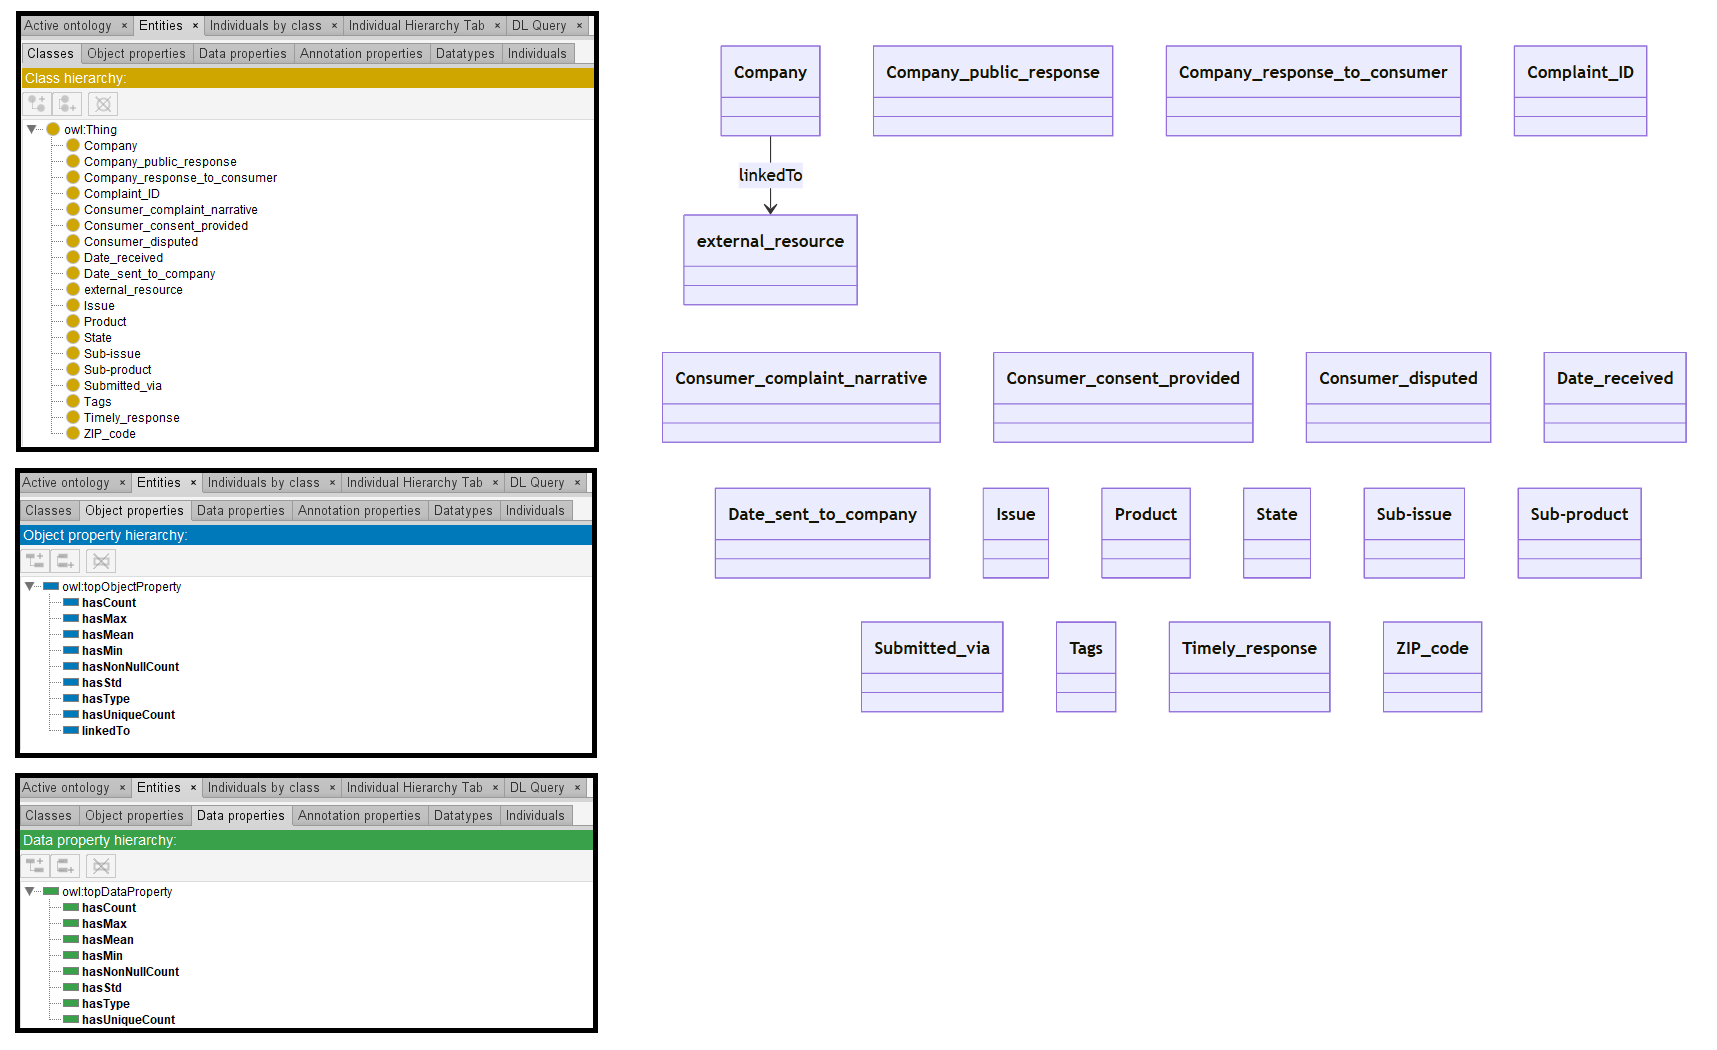 Active ontology × Entities × Individuals by class × Individual Hierarchy Tab × DL Query ×
Classes Object properties Data properties Annotation properties Datatypes Individuals
Class hierarchy:
owl:Thing
Company
Company_public_response
Company_response_to_consumer
Complaint_ID
Consumer_complaint_narrative
Consumer_consent_provided
Consumer_disputed
Date_received
Date_sent_to_company
external_resource
Issue
Product
State
Sub-issue
Sub-product
Submitted_via
Tags
Timely_response
ZIP_code
Active ontology × Entities × Individuals by class × Individual Hierarchy Tab × DL Query ×
Classes Object properties Data properties Annotation properties Datatypes Individuals
Object property hierarchy:
owl:topObjectProperty
hasCount
hasMax
hasMean
hasMin
hasNonNullCount
hasStd
hasType
hasUniqueCount
linkedTo
Active ontology × Entities × Individuals by class × Individual Hierarchy Tab × DL Query ×
Classes Object properties Data properties Annotation properties Datatypes Individuals
Data property hierarchy:
owl:topDataProperty
hasCount
hasMax
hasMean
hasMin
hasNonNullCount
hasStd
hasType
hasUniqueCount
Company Company_public_response Company_response_to_consumer Complaint_ID
linkedTo
external_resource
Consumer_complaint_narrative Consumer_consent_provided Consumer_disputed Date_received
Date_sent_to_company Issue Product State Sub-issue Sub-product
Submitted_via Tags Timely_response ZIP_code